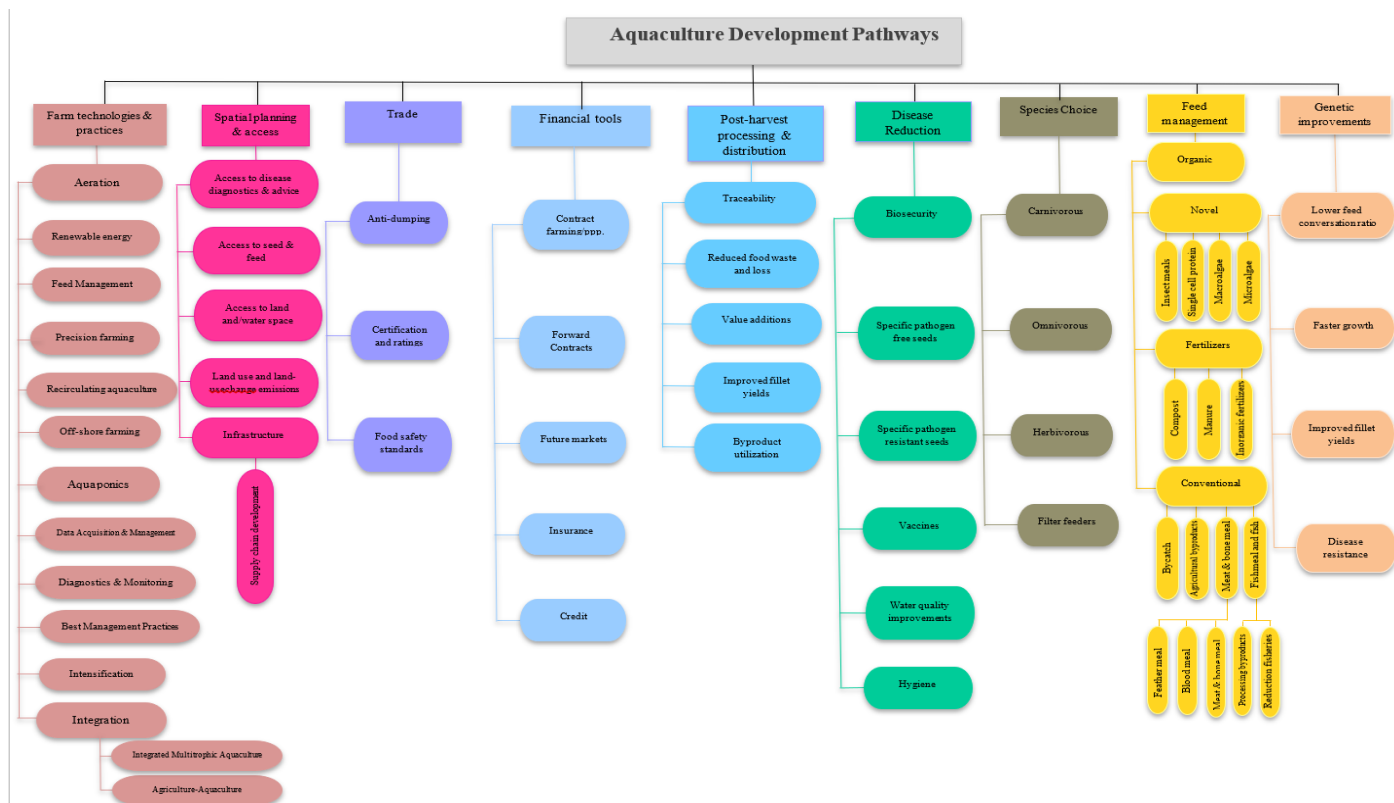 Aquaculture Development Pathways
Farm technologies &
practices
Aeration
Renewable energy
Feed Management
Precision farming
Recirculating aquaculture
Off-shore farming
Aquaponics
Data Acquisition & Management
Diagnostics & Monitoring
Best Management Practices
Intensification
Integration
Integrated Multitrophic Aquaculture
Agriculture-Aquaculture
Spatial planning
& access
Access to disease
diagnostics & advice
Access to seed &
feed
Access to land
and/water space
Land use and land-
usechange emissions
Infrastructure
Supply chain development
Trade
Anti-dumping
Certification
and ratings
Food safety
standards
Financial tools
Contract
farming/ppp.
Forward
Contracts
Future markets
Insurance
Credit
Post-harvest
processing &
distribution
Traceability
Reduced food waste
and loss
Value additions
Improved fillet
yields
Byproduct
utilization
Disease
Reduction
Biosecurity
Specific pathogen
free seeds
Specific pathogen
resistant seeds
Vaccines
Water quality
improvements
Hygiene
Species Choice
Carnivorous
Omnivorous
Herbivorous
Filter feeders
Feed
management
Organic
Novel
Insect meals
Single cell protein
Macroalgae
Microalgae
Fertilizers
Compost
Manure
Inorganic fertilizers
Conventional
Bycatch
Agricultural byproducts
Meat & bone meal
Fishmeal and fish
Feather meal
Blood meal
Meat & bone meal
Processing byproducts
Reduction fisheries
Genetic
improvements
Lower feed
conversation ratio
Faster growth
Improved fillet
yields
Disease
resistance